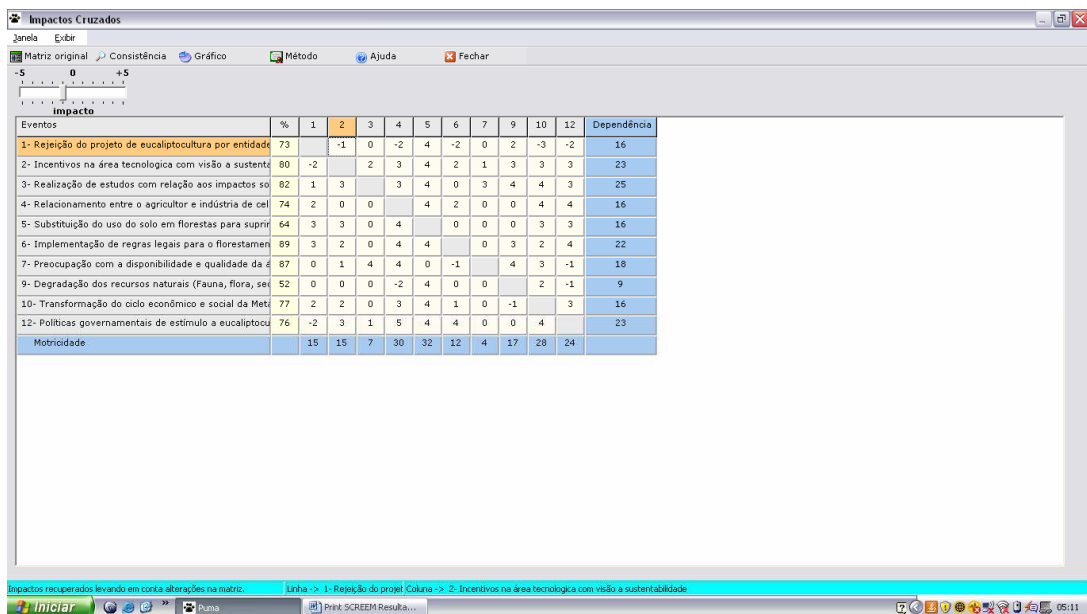 Impactos Cruzados
Janela Exibir
Matriz original Consistência Gráfico Método Ajuda Fechar
-5 0 +5
impacto
Eventos % 1 2 3 4 5 6 7 9 10 12 Dependência
1- Rejeição do projeto de eucaliptocultura por entidade 73 -1 0 -2 4 -2 0 2 -3 -2 16
2- Incentivos na área tecnologica com visão a sustenta 80 -2 2 3 4 2 1 3 3 3 23
3- Realização de estudos com relação aos impactos so 82 1 3 3 4 0 3 4 4 3 25
4- Relacionamento entre o agricultor e indústria de cel 74 2 0 0 4 2 0 0 4 4 16
5- Substituição do uso do solo em florestas para suprir 64 3 3 0 4 0 0 0 3 3 16
6- Implementação de regras legais para o florestamen 89 3 2 0 4 4 0 3 2 4 22
7- Preocupação com a disponibilidade e qualidade da á 87 0 1 4 4 0 -1 4 3 -1 18
9- Degradação dos recursos naturais (Fauna, flora, sec 52 0 0 0 -2 4 0 0 2 -1 9
10- Transformação do ciclo econômico e social da Meta 77 2 2 0 3 4 1 0 -1 3 16
12- Políticas governamentais de estímulo a eucaliptocu 76 -2 3 1 5 4 4 0 0 4 23
Motricidade 15 15 7 30 32 12 4 17 28 24
Impactos recuperados levando em conta alterações na matriz. Linha -> 1- Rejeição do projet Coluna -> 2- Incentivos na área tecnologica com visão a sustentabilidade
Iniciar » Puma Print SCREEM Resulta... 05:11